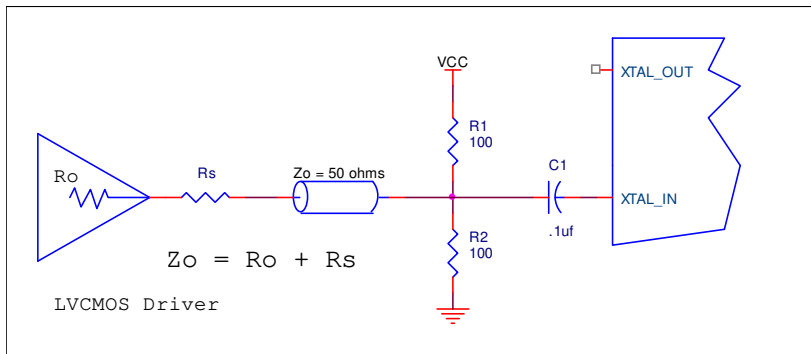 VCC
XTAL_OUT
R1
100
Ro
Rs
Zo = 50 ohms
C1
XTAL_IN
.1uf
R2
100
Zo = Ro + Rs
LVCMOS Driver